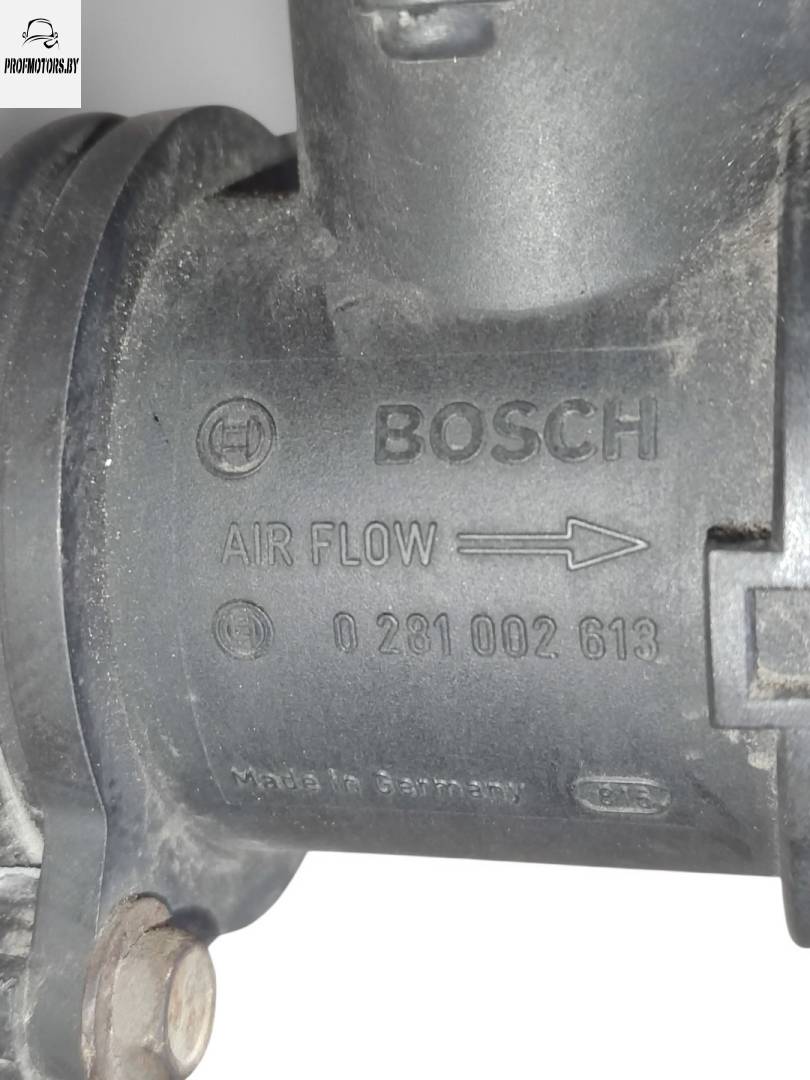 PROFMOTORS.BY
BOSCH
AIR FLOW
0 281 002 613
Made in Germany